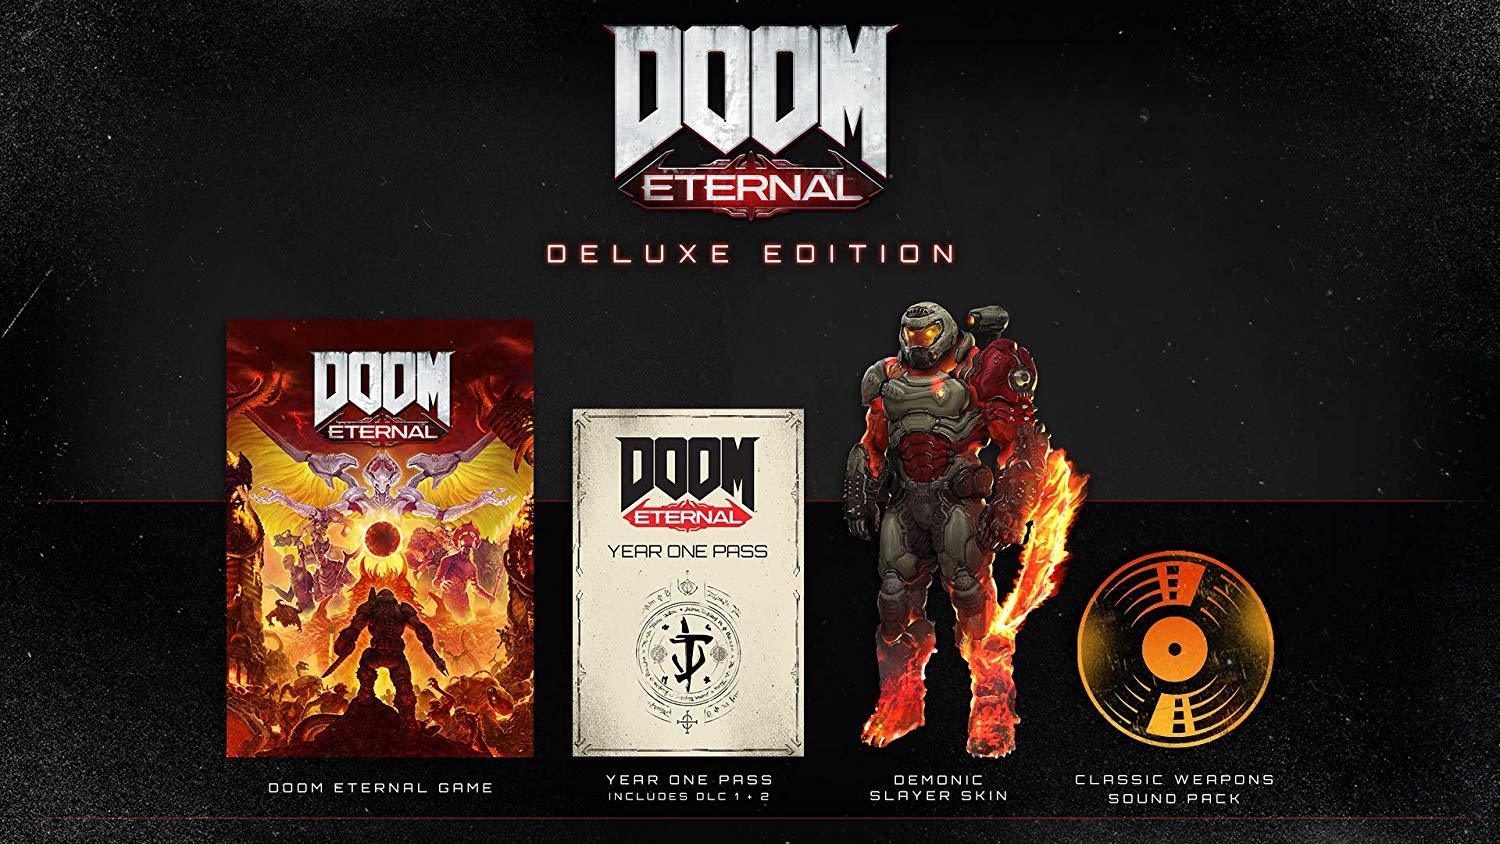 DOOM
ETERNAL
DELUXE EDITION
DOOM
ETERNAL
DOOM
ETERNAL
YEAR ONE PASS
DOOM ETERNAL GAME
YEAR ONE PASS
INCLUDES DLC 1 + 2
DEMONIC
SLAYER SKIN
CLASSIC WEAPONS
SOUND PACK